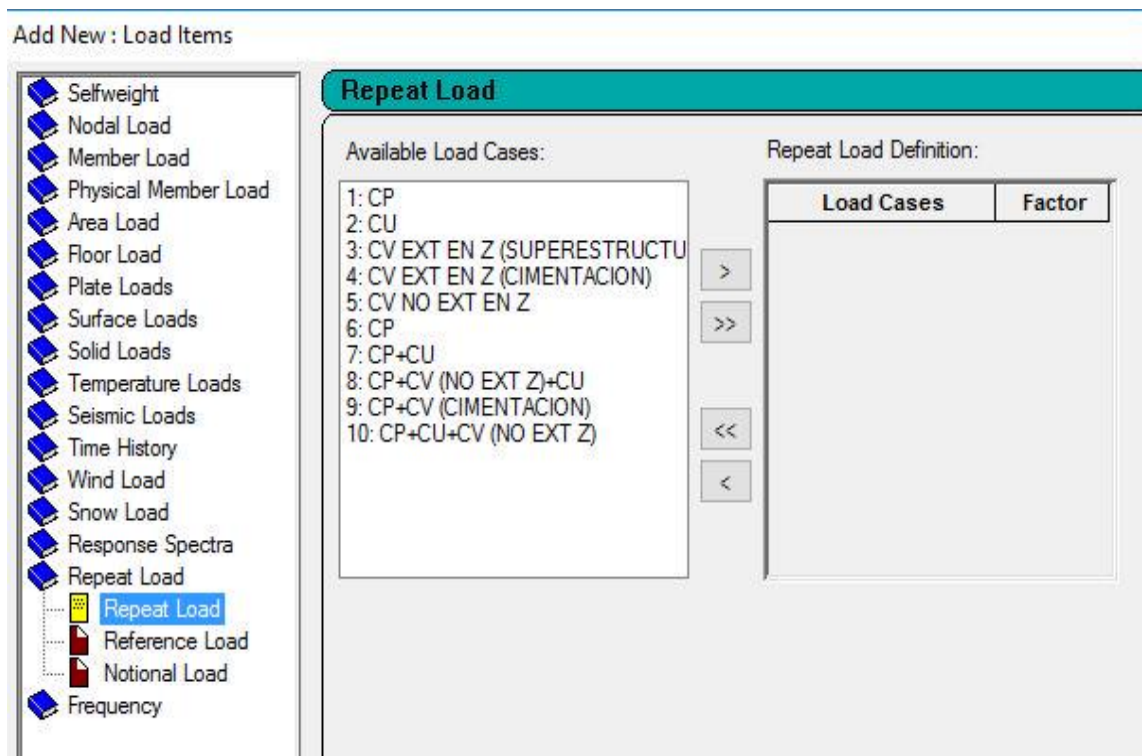 Add New : Load Items
Selfweight
Nodal Load
Member Load
Physical Member Load
Area Load
Floor Load
Plate Loads
Surface Loads
Solid Loads
Temperature Loads
Seismic Loads
Time History
Wind Load
Snow Load
Response Spectra
Repeat Load
Repeat Load
Reference Load
Notional Load
Frequency
Repeat Load
Available Load Cases:
1: CP
2: CU
3: CV EXT EN Z (SUPERESTRUCTU
4: CV EXT EN Z (CIMENTACION)
5: CV NO EXT EN Z
6: CP
7: CP+CU
8: CP+CV (NO EXT Z)+CU
9: CP+CV (CIMENTACION)
10: CP+CU+CV (NO EXT Z)
>
>>
<<
<
Repeat Load Definition:
Load Cases Factor